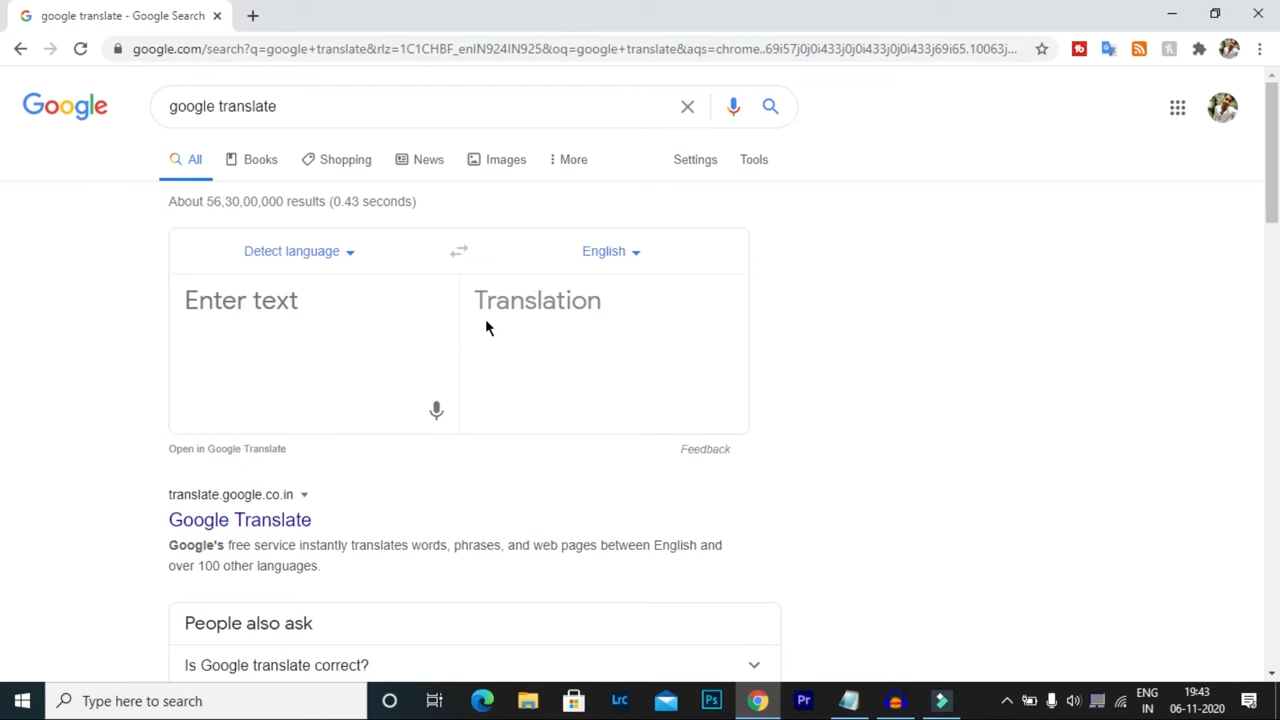 google translate - Google Search
google.com/search?q=google+translate&rlz=1C1CHBF_enIN924IN925&oq=google+translate&aqs=chrome..69i57j0j0i433j0j0i433j0j0i433j69i65.10063j...
Google
google translate
All Books Shopping News Images More Settings Tools
About 56,30,00,000 results (0.43 seconds)
Detect language English
Enter text Translation
Open in Google Translate Feedback
translate.google.co.in
Google Translate
Google's free service instantly translates words, phrases, and web pages between English and
over 100 other languages.
People also ask
Is Google translate correct?
Type here to search Lrc Ps Pr ENG 19:43
IN 06-11-2020